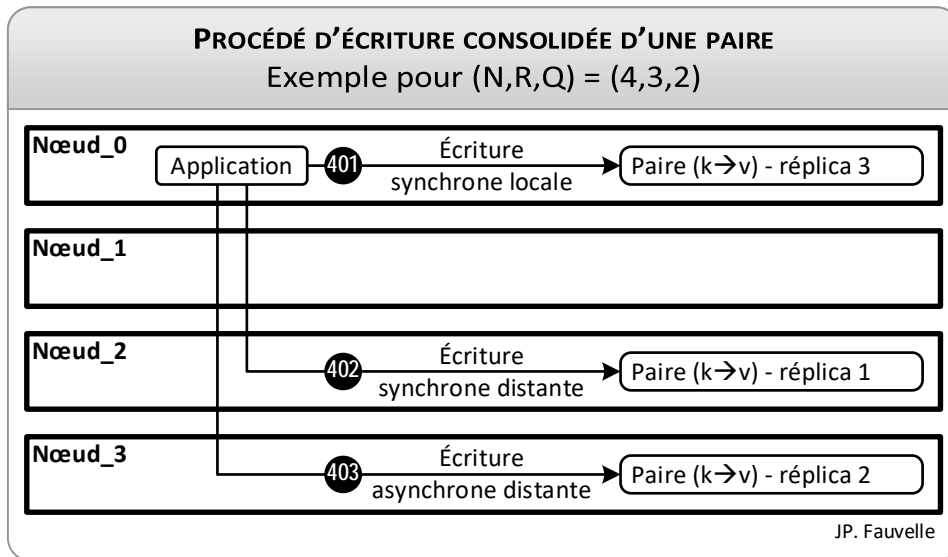 PROCÉDÉ D'ÉCRITURE CONSOLIDÉE D'UNE PAIRE
Exemple pour (N,R,Q) = (4,3,2)
Nœud_0
Application
401
Écriture
synchrone locale
Paire (k→v) - réplica 3
Nœud_1
Nœud_2
402
Écriture
synchrone distante
Paire (k→v) - réplica 1
Nœud_3
403
Écriture
asynchrone distante
Paire (k→v) - réplica 2
JP. Fauvelle